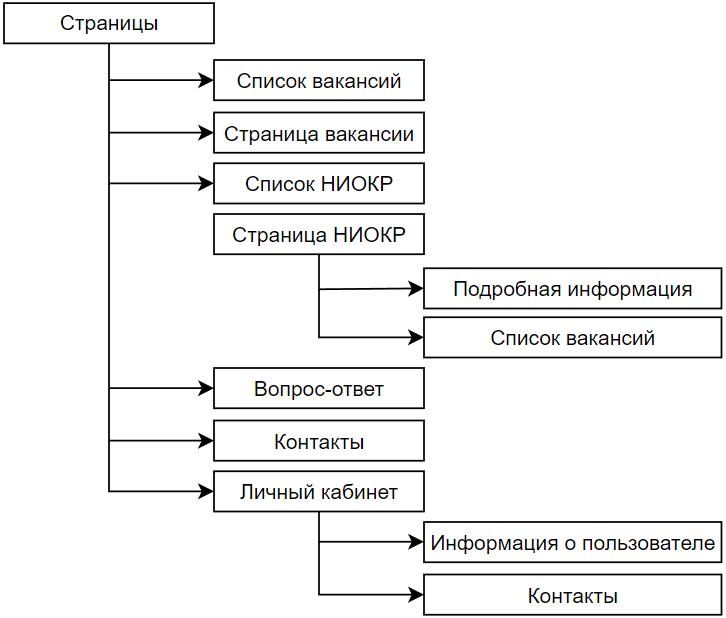 Страницы
Список вакансий
Страница вакансии
Список НИОКР
Страница НИОКР
Подробная информация
Список вакансий
Вопрос-ответ
Контакты
Личный кабинет
Информация о пользователе
Контакты